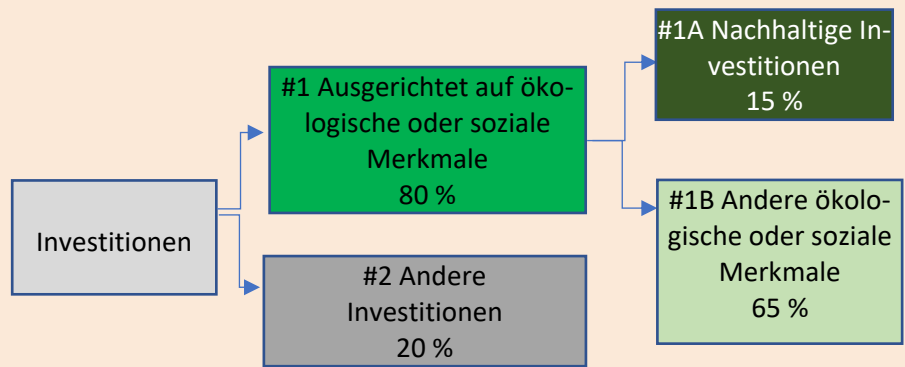 Investitionen
#1 Ausgerichtet auf öko-
logische oder soziale
Merkmale
80 %
#2 Andere
Investitionen
20 %
#1A Nachhaltige In-
vestitionen
15 %
#1B Andere ökolo-
gische oder soziale
Merkmale
65 %